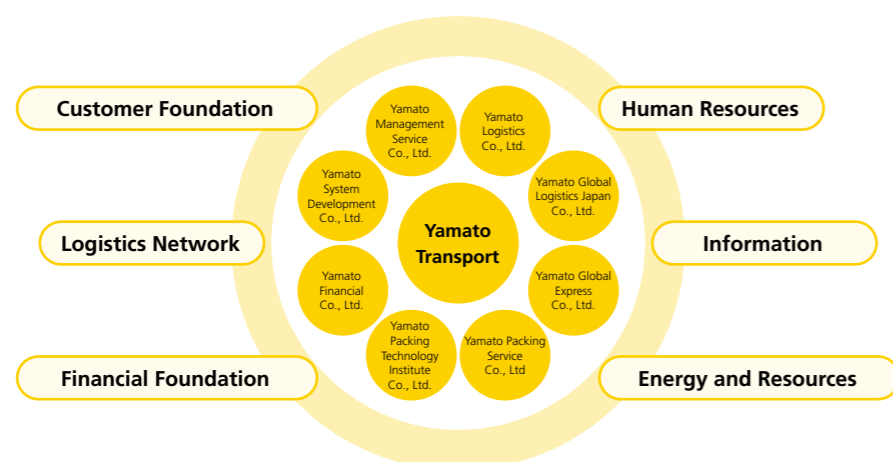 Customer Foundation
Human Resources
Yamato
Management
Service
Co., Ltd.
Yamato
Logistics
Co., Ltd.
Yamato
System
Development
Co., Ltd.
Yamato Global
Logistics Japan
Co., Ltd.
Logistics Network
Yamato
Transport
Information
Yamato
Financial
Co., Ltd.
Yamato Global
Express
Co., Ltd.
Yamato
Packing
Technology
Institute
Co., Ltd.
Yamato Packing
Service
Co., Ltd
Financial Foundation
Energy and Resources